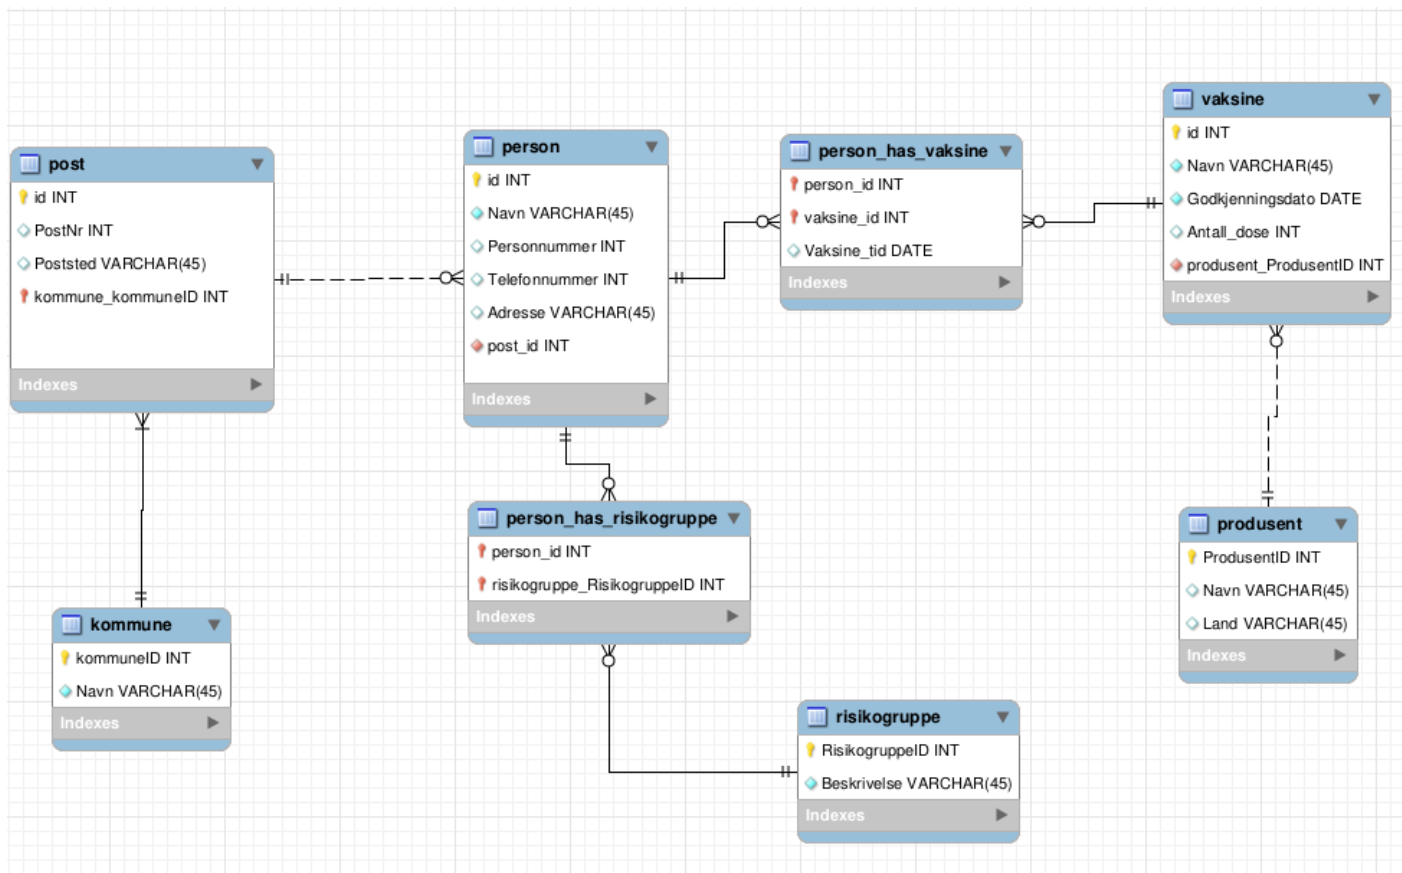 post
id INT
PostNr INT
Poststed VARCHAR(45)
kommune_kommuneID INT
Indexes
person
id INT
Navn VARCHAR(45)
Personnummer INT
Telefonnummer INT
Adresse VARCHAR(45)
post_id INT
Indexes
person_has_vaksine
person_id INT
vaksine_id INT
Vaksine_tid DATE
Indexes
vaksine
id INT
Navn VARCHAR(45)
Godkjenningsdato DATE
Antall_dose INT
produsent_ProdusentID INT
Indexes
kommune
kommuneID INT
Navn VARCHAR(45)
Indexes
person_has_risikogruppe
person_id INT
risikogruppe_RisikogruppeID INT
Indexes
produsent
ProdusentID INT
Navn VARCHAR(45)
Land VARCHAR(45)
Indexes
risikogruppe
RisikogruppeID INT
Beskrivelse VARCHAR(45)
Indexes